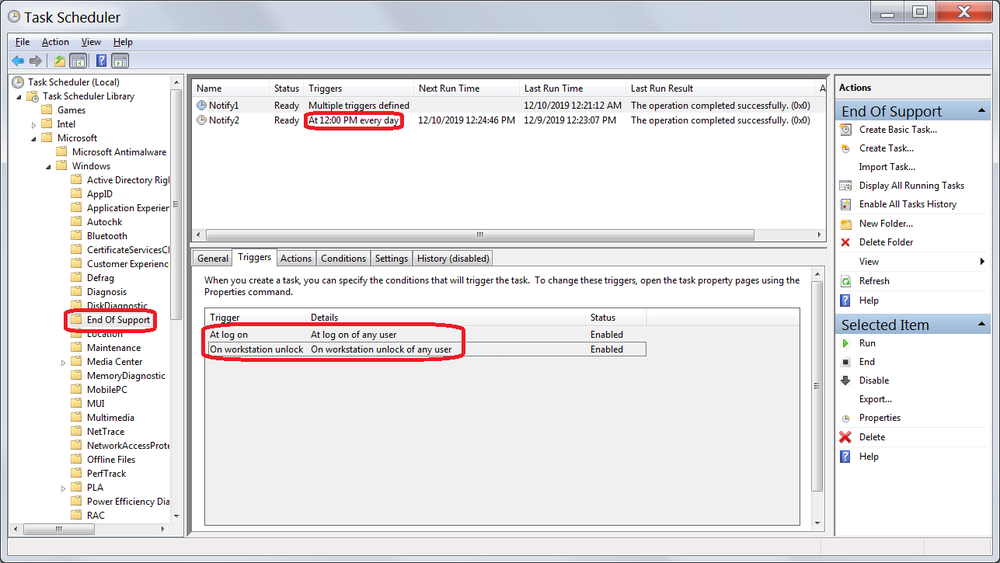 Task Scheduler
File Action View Help
Task Scheduler (Local)
Task Scheduler Library
Games
Intel
Microsoft
Microsoft Antimalware
Windows
Active Directory Rig
AppID
Application Experien
Autochk
Bluetooth
CertificateServicesCl
Customer Experience
Defrag
Diagnosis
DiskDiagnostic
End Of Support
Location
Maintenance
Media Center
MemoryDiagnostic
MobilePC
MUI
Multimedia
NetTrace
NetworkAccessProte
Offline Files
PerfTrack
PLA
Power Efficiency Dia
RAC
Name Status Triggers Next Run Time Last Run Time Last Run Result A
Notify1 Ready Multiple triggers defined 12/10/2019 12:21:12 AM The operation completed successfully. (0x0)
Notify2 Ready At 12:00 PM every day 12/10/2019 12:24:46 PM 12/9/2019 12:23:07 PM The operation completed successfully. (0x0)
General Triggers Actions Conditions Settings History (disabled)
When you create a task, you can specify the conditions that will trigger the task. To change these triggers, open the task property pages using the
Properties command.
Trigger Details Status
At log on At log on of any user Enabled
On workstation unlock On workstation unlock of any user Enabled
Actions
End Of Support
Create Basic Task...
Create Task...
Import Task...
Display All Running Tasks
Enable All Tasks History
New Folder...
Delete Folder
View
Refresh
Help
Selected Item
Run
End
Disable
Export...
Properties
Delete
Help